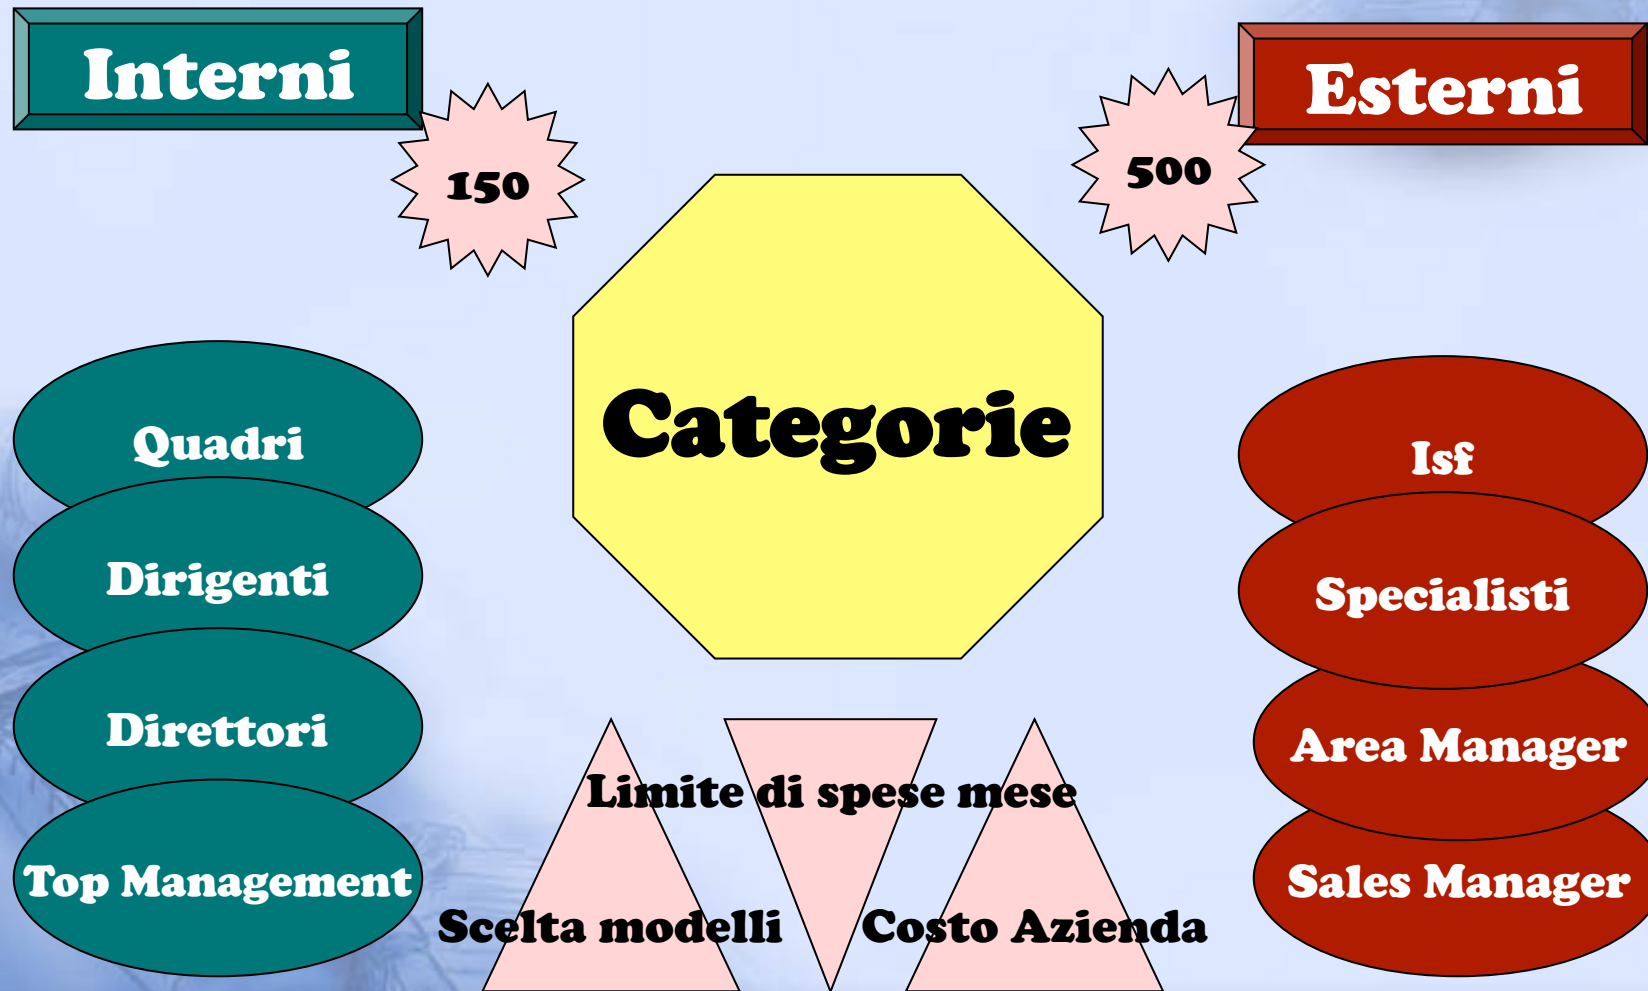 Interni
Esterni
150
500
Categorie
Quadri
Dirigenti
Direttori
Top Management
Isf
Specialisti
Area Manager
Sales Manager
Limite di spese mese
Scelta modelli
Costo Azienda